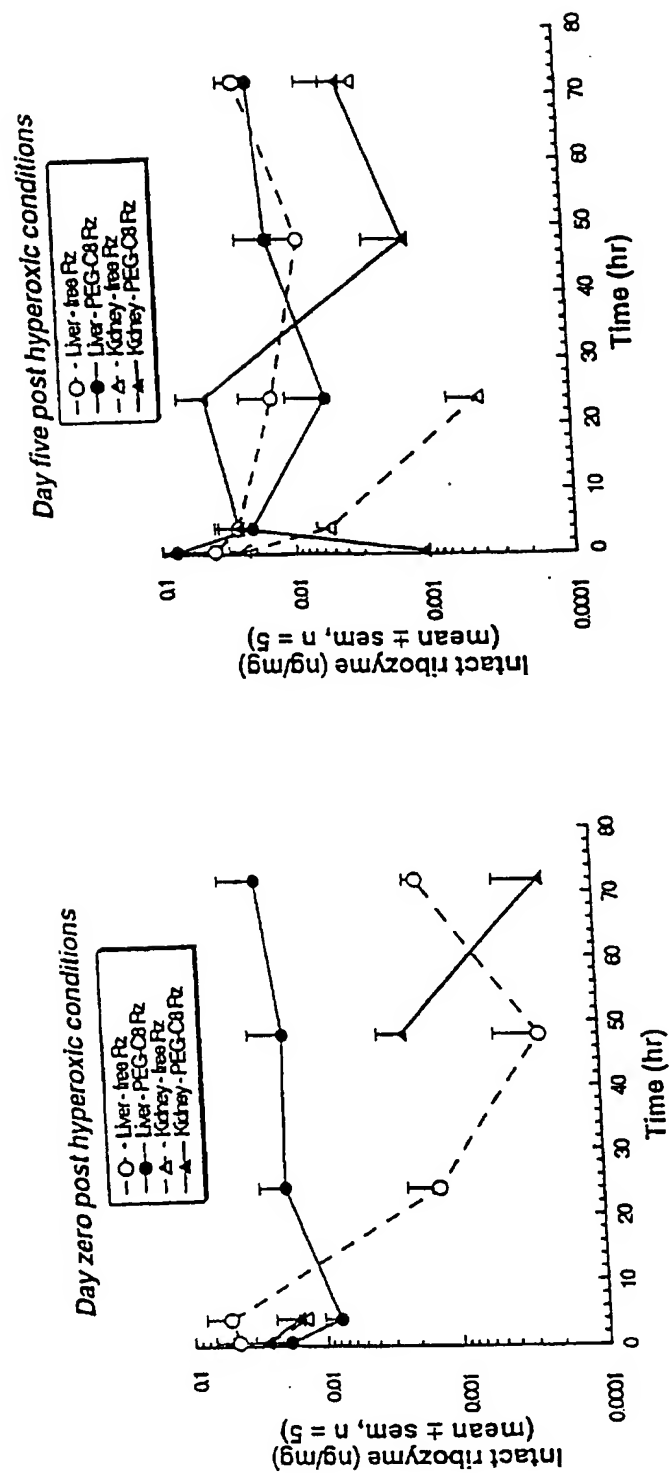 Day zero post hyperoxic conditions
Liver - free Rz
Liver - PEG-C8 Rz
Kidney - free Rz
Kidney - PEG-C8 Rz
Intact ribozyme (ng/mg)
(mean ± sem, n = 5)
0.1
0.01
0.001
0.0001
0 10 20 30 40 50 60 70 80
Time (hr)
Day five post hyperoxic conditions
Liver - free Rz
Liver - PEG-C8 Rz
Kidney - free Rz
Kidney - PEG-C8 Rz
Intact ribozyme (ng/mg)
(mean ± sem, n = 5)
0.1
0.01
0.001
0.0001
0 10 20 30 40 50 60 70 80
Time (hr)